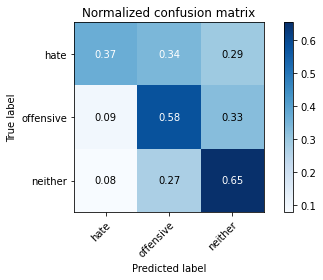 Normalized confusion matrix
True label
hate 0.37 0.34 0.29
offensive 0.09 0.58 0.33
neither 0.08 0.27 0.65
hate offensive neither
Predicted label
0.6
0.5
0.4
0.3
0.2
0.1